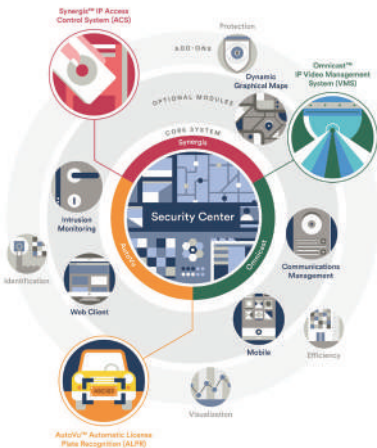 Synergis™ IP Access
Control System (ACS)
Protection
ADD-ONS
Omnicast™
IP Video Management
System (VMS)
Dynamic
Graphical Maps
OPTIONAL MODULES
CORE SYSTEM
Synergis
Intrusion
Monitoring
Security Center
AutoVu
Omnicast
Communications
Management
Identification
Web Client
Mobile
Efficiency
Visualization
AutoVu™ Automatic License
Plate Recognition (ALPR)